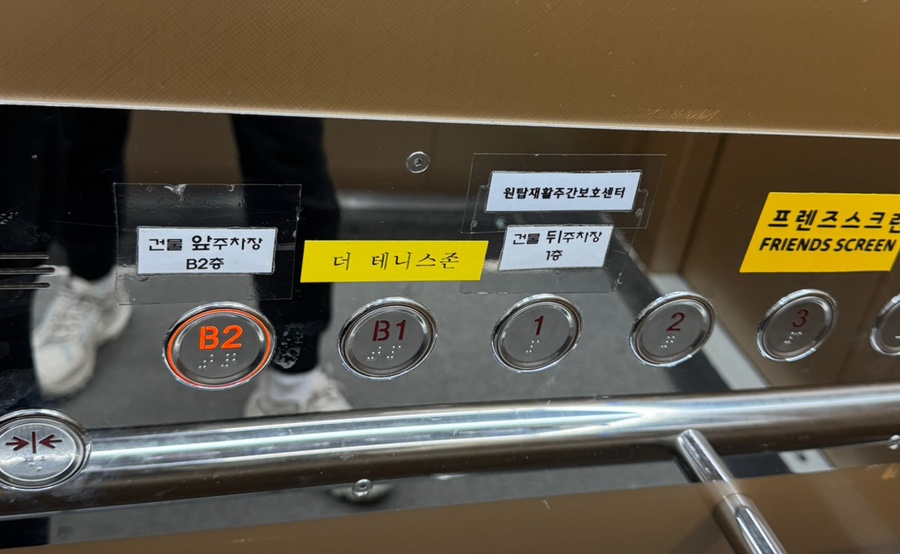 원탑재활주간보호센터
건물 앞주차장
B2층
더 테니스존
건물 뒤주차장
1층
프렌즈스크린
FRIENDS SCREEN
B2
B1
1
2
3